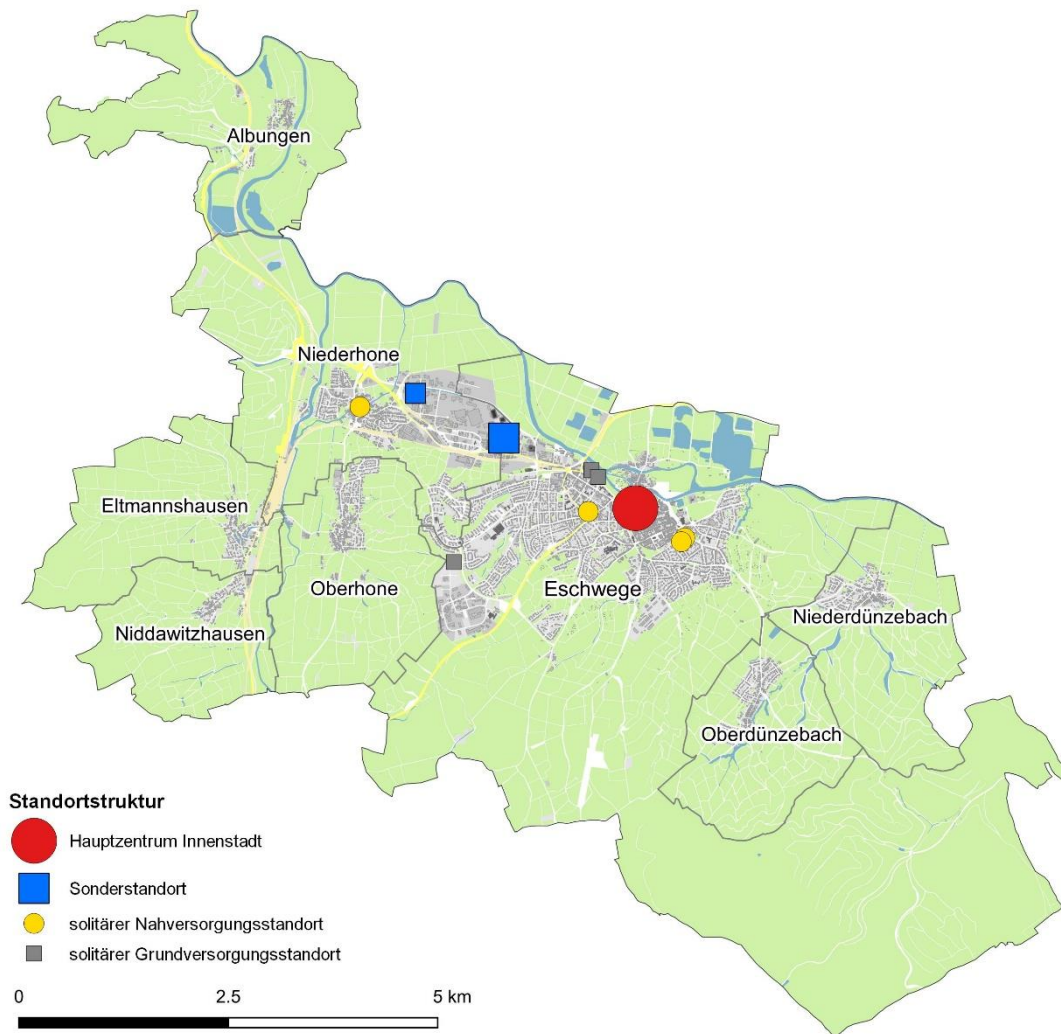 Albungen
Niederhone
Eltmannshausen
Oberhone
Eschwege
Niederdünzebach
Niddawitzhausen
Oberdünzebach
Standortstruktur
Hauptzentrum Innenstadt
Sonderstandort
solitärer Nahversorgungsstandort
solitärer Grundversorgungsstandort
0 2.5 5 km